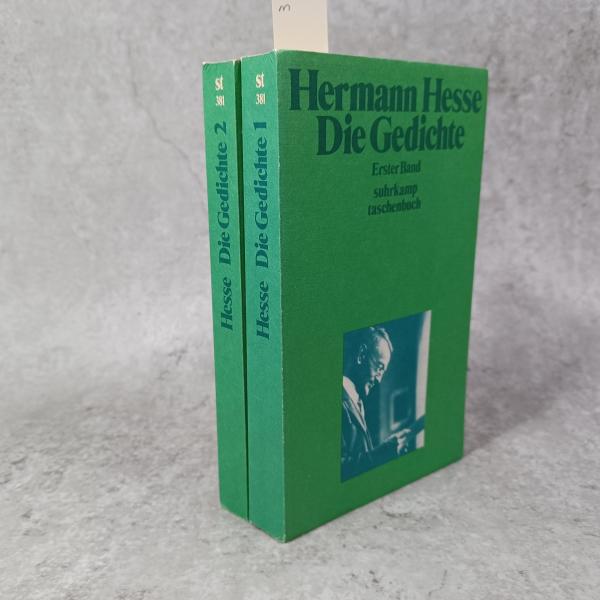 m
st
381
Hesse Die Gedichte 2
st
381
Hesse Die Gedichte 1
Hermann Hesse
Die Gedichte
Erster Band
suhrkamp
taschenbuch